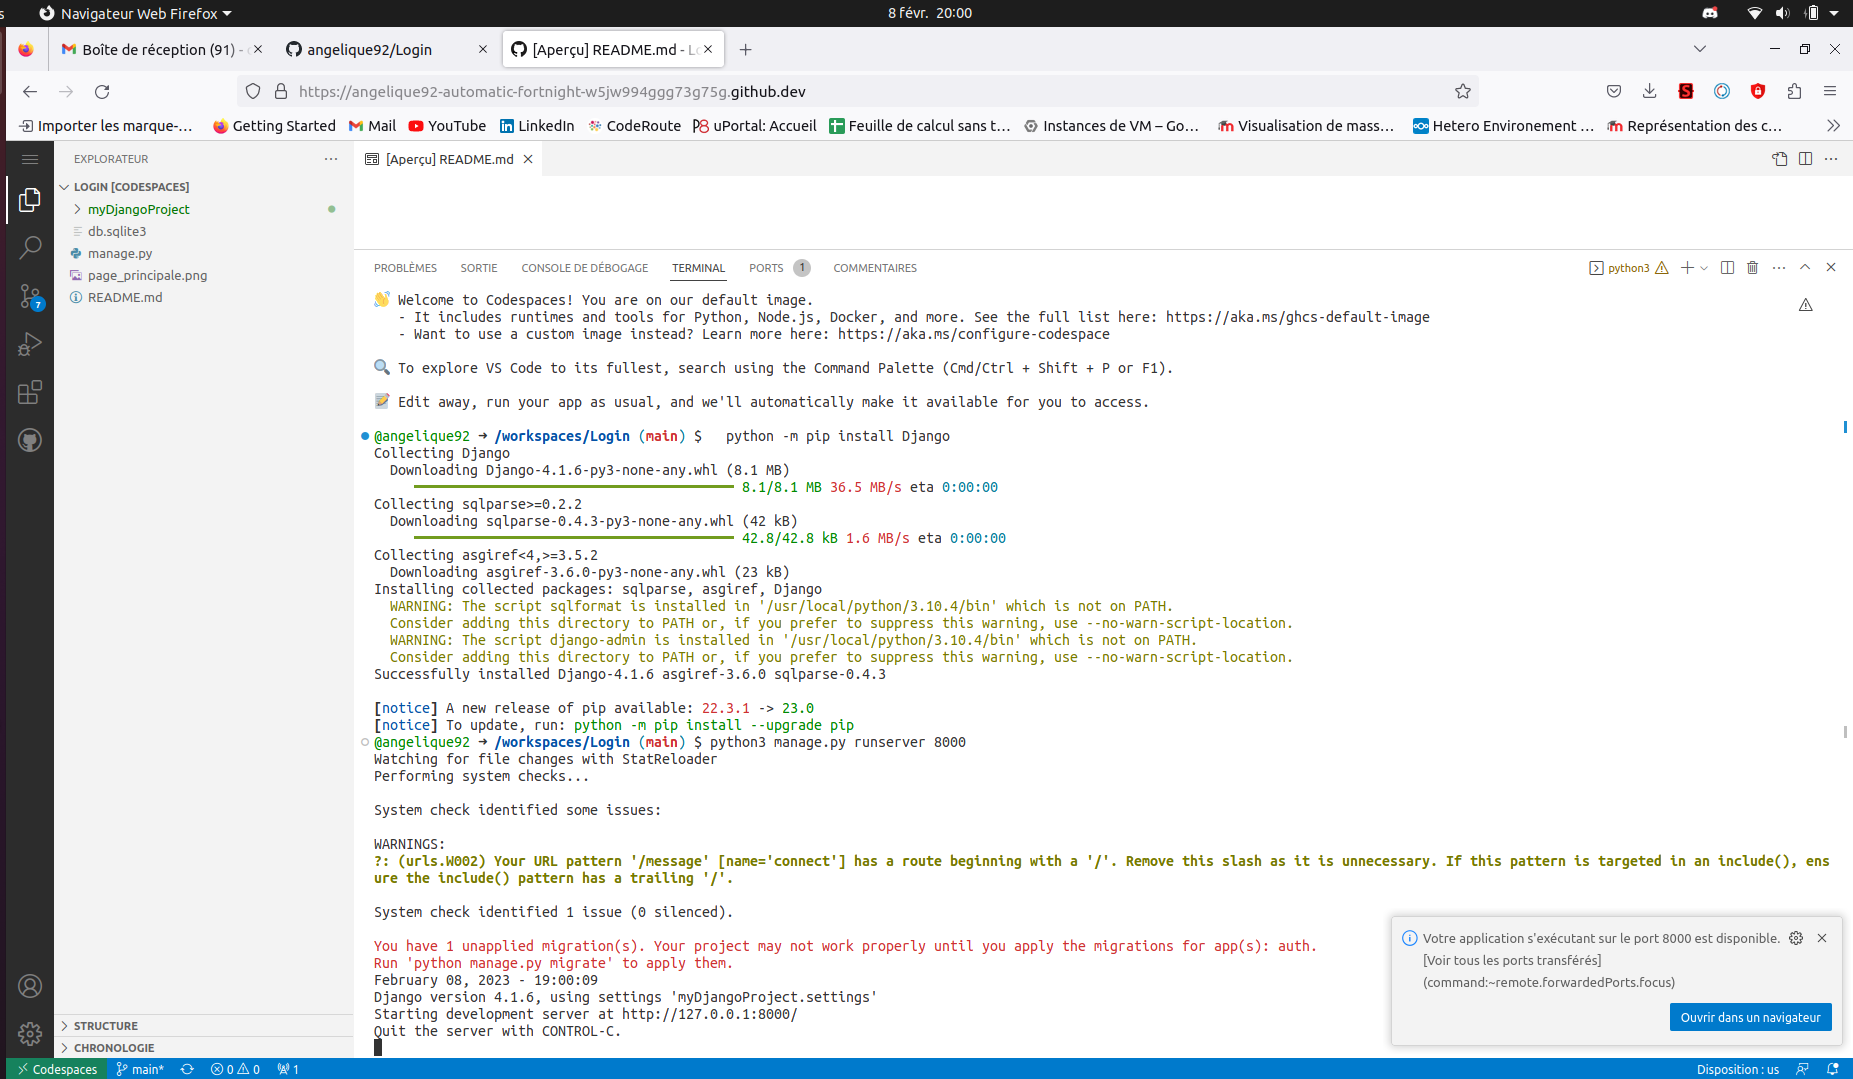 s Navigateur Web Firefox 8 févr. 20:00
Boîte de réception (91) - angelique92/Login [Aperçu] README.md - Lo
https://angelique92-automatic-fortnight-w5jw994ggg73g75g.github.dev
Importer les marque-… Getting Started Mail YouTube LinkedIn CodeRoute uPortal: Accueil Feuille de calcul sans t… Instances de VM – Go… Visualisation de mass… Hetero Environement … Représentation des c…
EXPLORATEUR
[Aperçu] README.md
LOGIN [CODESPACES]
myDjangoProject
db.sqlite3
manage.py
page_principale.png
README.md
7
PROBLÈMES SORTIE CONSOLE DE DÉBOGAGE TERMINAL PORTS 1 COMMENTAIRES python3
Welcome to Codespaces! You are on our default image.
- It includes runtimes and tools for Python, Node.js, Docker, and more. See the full list here: https://aka.ms/ghcs-default-image
- Want to use a custom image instead? Learn more here: https://aka.ms/configure-codespace
To explore VS Code to its fullest, search using the Command Palette (Cmd/Ctrl + Shift + P or F1).
Edit away, run your app as usual, and we'll automatically make it available for you to access.
@angelique92 → /workspaces/Login (main) $ python -m pip install Django
Collecting Django
Downloading Django-4.1.6-py3-none-any.whl (8.1 MB)
8.1/8.1 MB 36.5 MB/s eta 0:00:00
Collecting sqlparse>=0.2.2
Downloading sqlparse-0.4.3-py3-none-any.whl (42 kB)
42.8/42.8 kB 1.6 MB/s eta 0:00:00
Collecting asgiref<4,>=3.5.2
Downloading asgiref-3.6.0-py3-none-any.whl (23 kB)
Installing collected packages: sqlparse, asgiref, Django
WARNING: The script sqlformat is installed in '/usr/local/python/3.10.4/bin' which is not on PATH.
Consider adding this directory to PATH or, if you prefer to suppress this warning, use --no-warn-script-location.
WARNING: The script django-admin is installed in '/usr/local/python/3.10.4/bin' which is not on PATH.
Consider adding this directory to PATH or, if you prefer to suppress this warning, use --no-warn-script-location.
Successfully installed Django-4.1.6 asgiref-3.6.0 sqlparse-0.4.3
[notice] A new release of pip available: 22.3.1 -> 23.0
[notice] To update, run: python -m pip install --upgrade pip
@angelique92 → /workspaces/Login (main) $ python3 manage.py runserver 8000
Watching for file changes with StatReloader
Performing system checks...
System check identified some issues:
WARNINGS:
?: (urls.W002) Your URL pattern '/message' [name='connect'] has a route beginning with a '/'. Remove this slash as it is unnecessary. If this pattern is targeted in an include(), ens
ure the include() pattern has a trailing '/'.
System check identified 1 issue (0 silenced).
You have 1 unapplied migration(s). Your project may not work properly until you apply the migrations for app(s): auth.
Run 'python manage.py migrate' to apply them.
February 08, 2023 - 19:00:09
Django version 4.1.6, using settings 'myDjangoProject.settings'
Starting development server at http://127.0.0.1:8000/
Quit the server with CONTROL-C.
Votre application s'exécutant sur le port 8000 est disponible.
[Voir tous les ports transférés]
(command:~remote.forwardedPorts.focus)
Ouvrir dans un navigateur
STRUCTURE
CHRONOLOGIE
Codespaces main* 0 0 1 Disposition : us